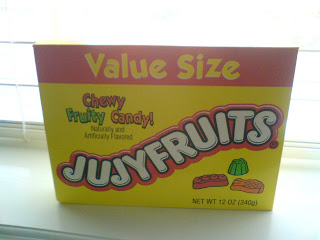 Value Size
Chewy
Fruity Candy!
Naturally and
Artificially Flavored
JUJYFRUITS®
NET WT 12 OZ (340g)